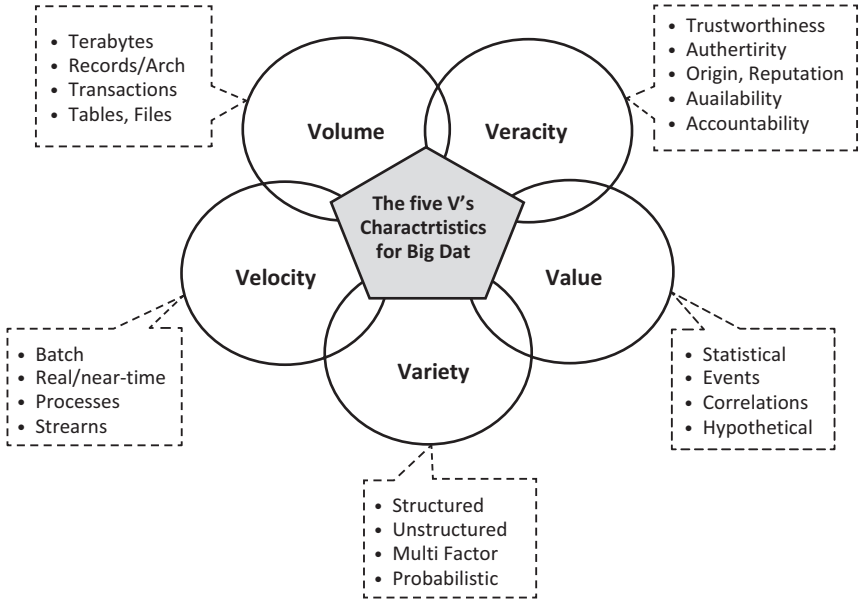 • Terabytes
• Records/Arch
• Transactions
• Tables, Files
• Trustworthiness
• Authertirity
• Origin, Reputation
• Auailability
• Accountability
Volume
Veracity
The five V's
Charactrtistics
for Big Dat
Velocity
Value
Variety
• Batch
• Real/near-time
• Processes
• Strearns
• Statistical
• Events
• Correlations
• Hypothetical
• Structured
• Unstructured
• Multi Factor
• Probabilistic